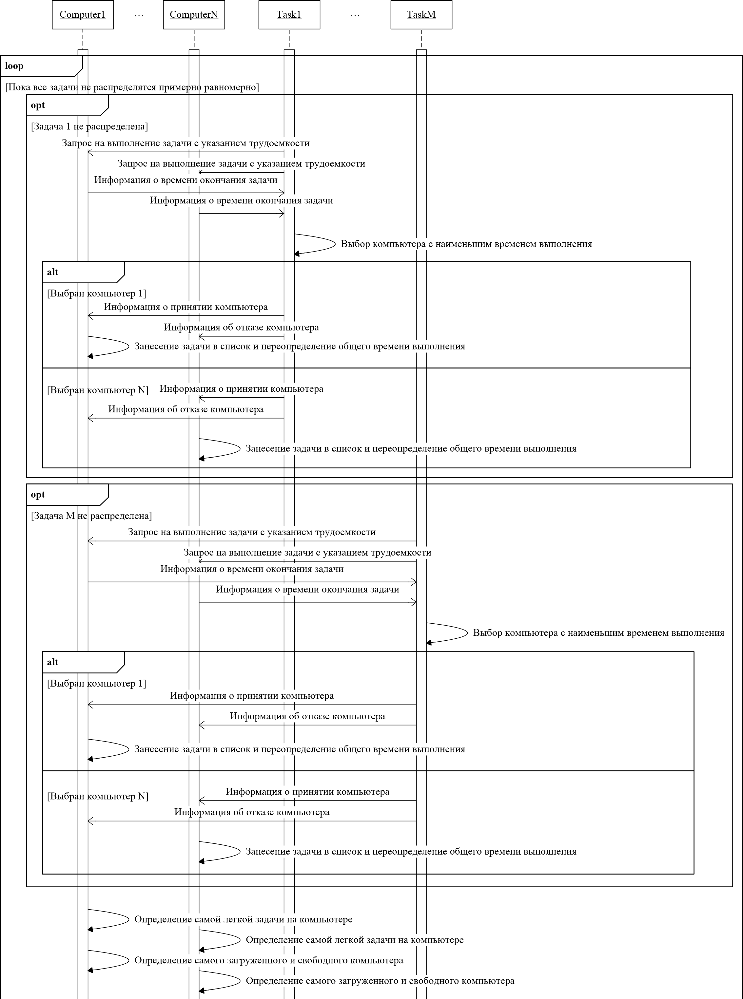 Computer1 … ComputerN Task1 … TaskM
loop
[Пока все задачи не распределятся примерно равномерно]
opt
[Задача 1 не распределена]
Запрос на выполнение задачи с указанием трудоемкости
Запрос на выполнение задачи с указанием трудоемкости
Информация о времени окончания задачи
Информация о времени окончания задачи
Выбор компьютера с наименьшим временем выполнения
alt
[Выбран компьютер 1]
Информация о принятии компьютера
Информация об отказе компьютера
Занесение задачи в список и переопределение общего времени выполнения
[Выбран компьютер N] Информация о принятии компьютера
Информация об отказе компьютера
Занесение задачи в список и переопределение общего времени выполнения
opt
[Задача M не распределена]
Запрос на выполнение задачи с указанием трудоемкости
Запрос на выполнение задачи с указанием трудоемкости
Информация о времени окончания задачи
Информация о времени окончания задачи
Выбор компьютера с наименьшим временем выполнения
alt
[Выбран компьютер 1]
Информация о принятии компьютера
Информация об отказе компьютера
Занесение задачи в список и переопределение общего времени выполнения
Информация о принятии компьютера
[Выбран компьютер N]
Информация об отказе компьютера
Занесение задачи в список и переопределение общего времени выполнения
Определение самой легкой задачи на компьютере
Определение самой легкой задачи на компьютере
Определение самого загруженного и свободного компьютера
Определение самого загруженного и свободного компьютера